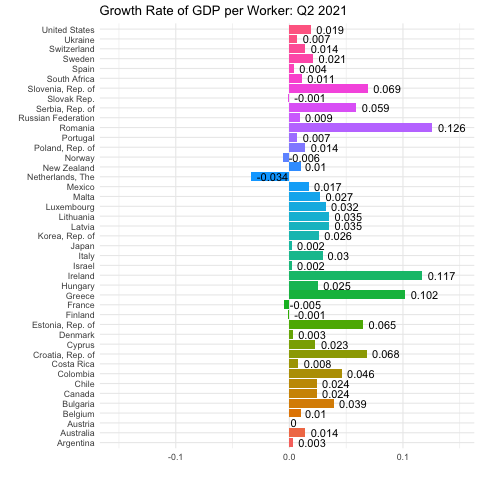 Growth Rate of GDP per Worker: Q2 2021
United States 0.019
Ukraine 0.007
Switzerland 0.014
Sweden 0.021
Spain 0.004
South Africa 0.011
Slovenia, Rep. of 0.069
Slovak Rep. -0.001
Serbia, Rep. of 0.059
Russian Federation 0.009
Romania 0.126
Portugal 0.007
Poland, Rep. of 0.014
Norway -0.006
New Zealand 0.01
Netherlands, The -0.034
Mexico 0.017
Malta 0.027
Luxembourg 0.032
Lithuania 0.035
Latvia 0.035
Korea, Rep. of 0.026
Japan 0.002
Italy 0.03
Israel 0.002
Ireland 0.117
Hungary 0.025
Greece 0.102
France -0.005
Finland -0.001
Estonia, Rep. of 0.065
Denmark 0.003
Cyprus 0.023
Croatia, Rep. of 0.068
Costa Rica 0.008
Colombia 0.046
Chile 0.024
Canada 0.024
Bulgaria 0.039
Belgium 0.01
Austria 0
Australia 0.014
Argentina 0.003
-0.1 0.0 0.1